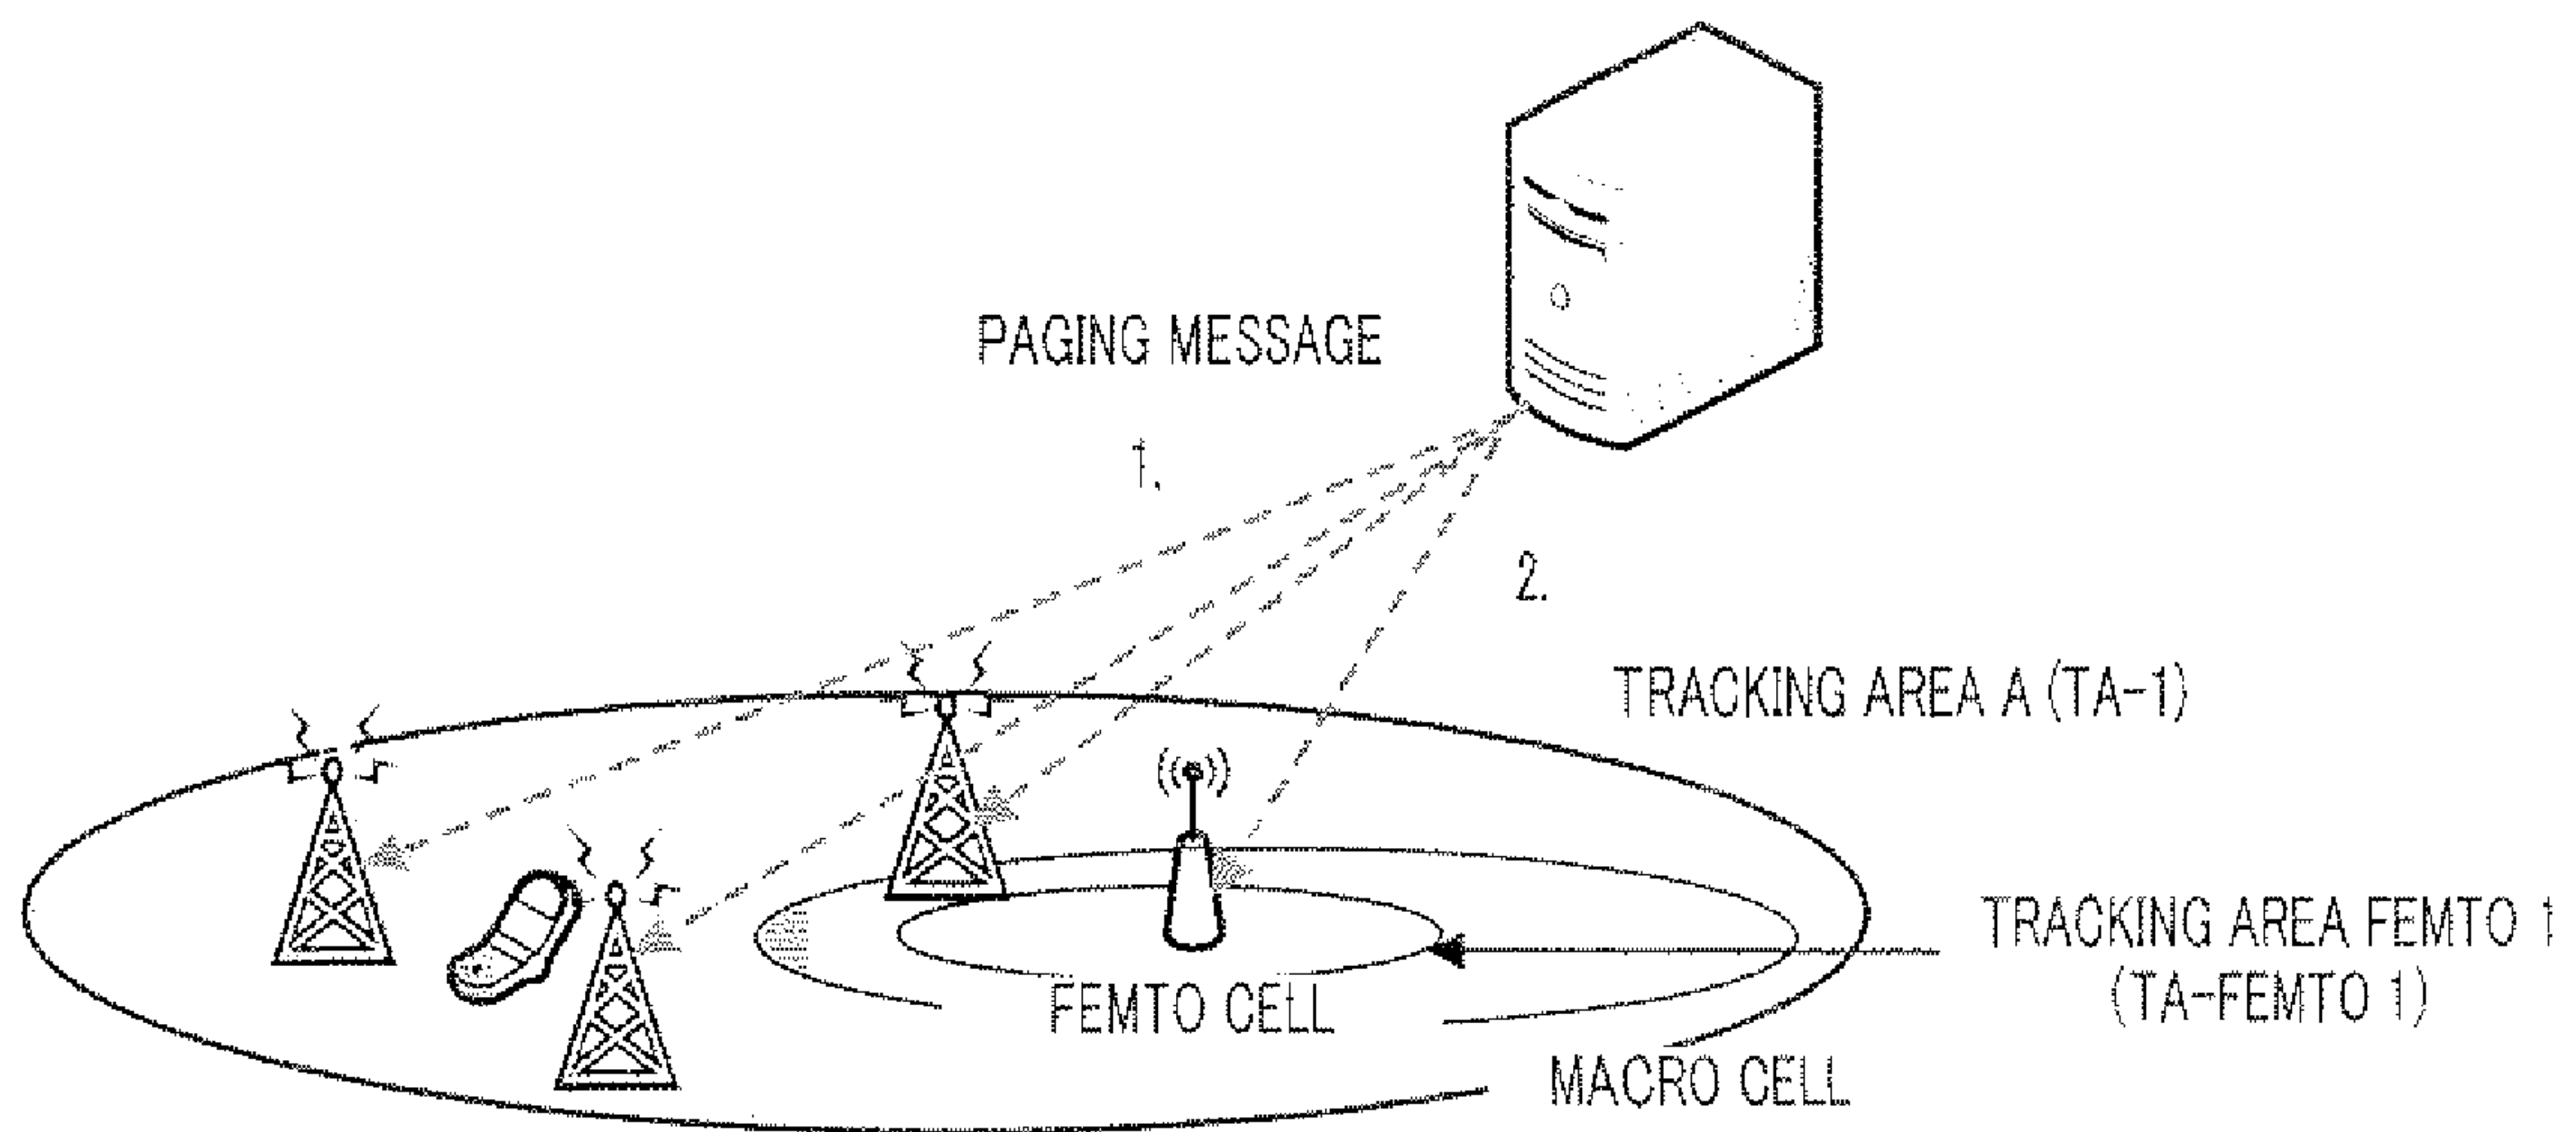 PAGING MESSAGE
1.
2.
TRACKING AREA A (TA-1)
TRACKING AREA FEMTO 1
(TA-FEMTO 1)
FEMTO CELL
MACRO CELL